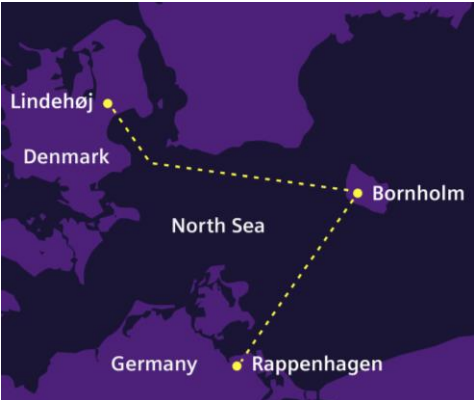 Lindehøj
Denmark
Bornholm
North Sea
Germany
Rappenhagen